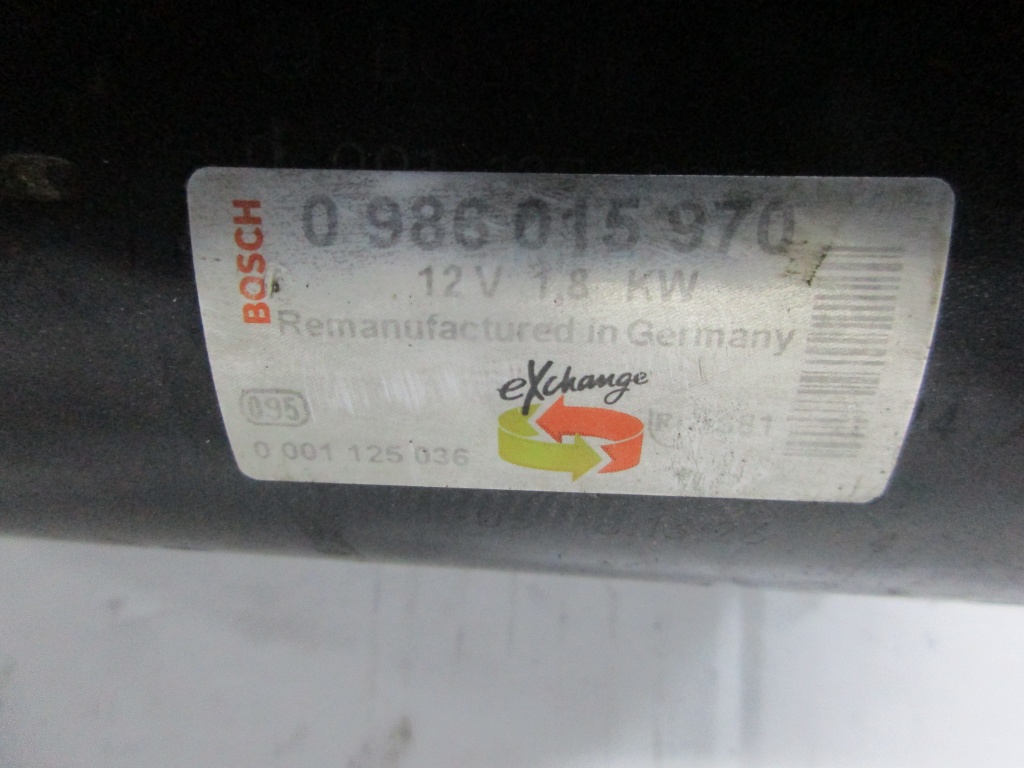 BOSCH
0 986 015 970
12 V 1,8 KW
Remanufactured in Germany
eXchange
095
0 001 125 036